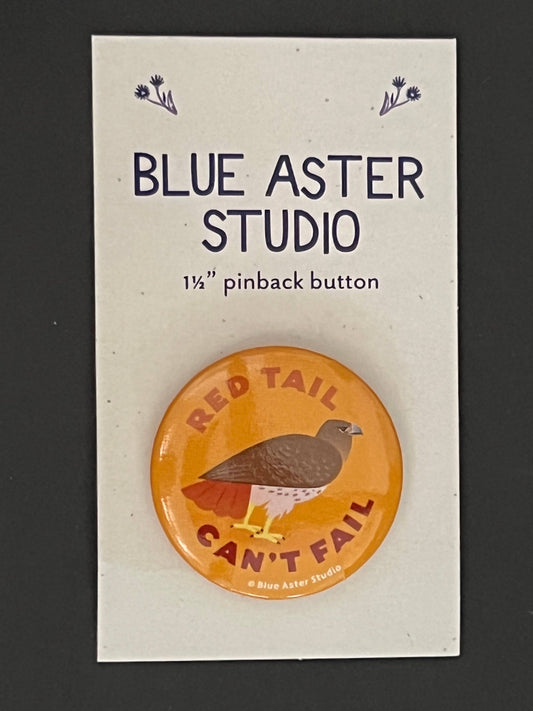 BLUE ASTER
STUDIO
1½” pinback button
RED TAIL
CAN'T FAIL
© Blue Aster Studio